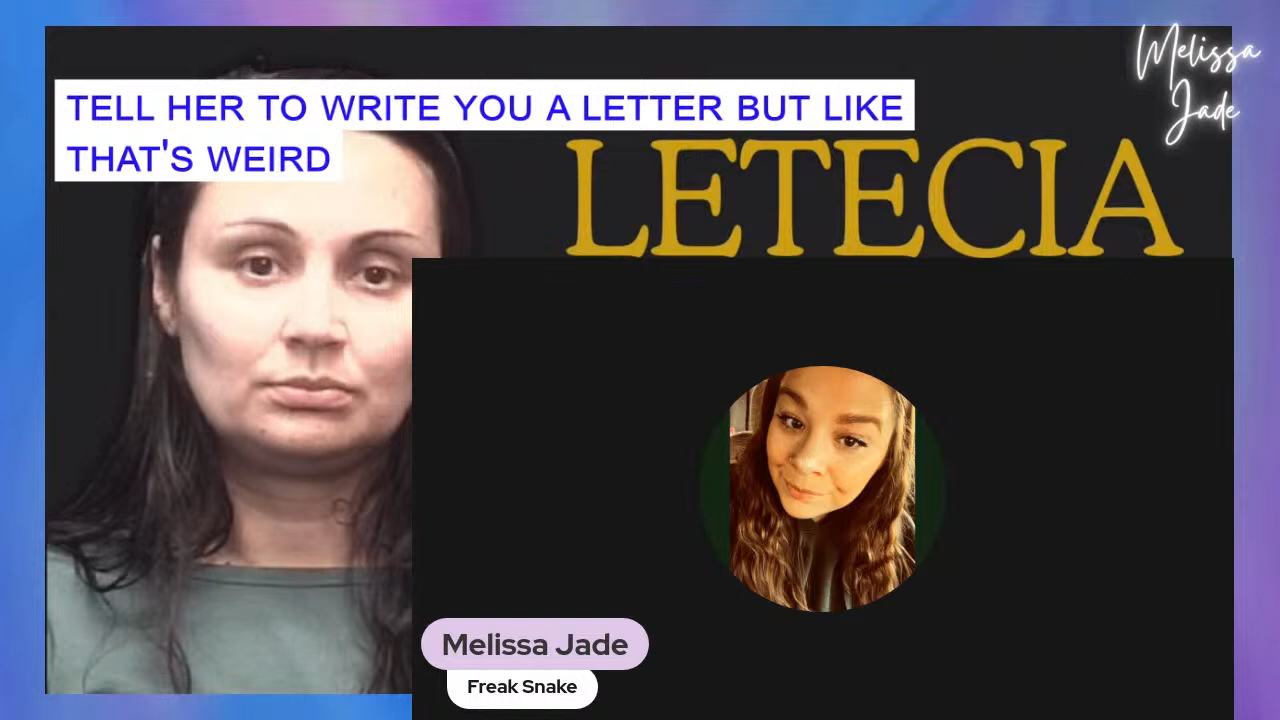 Melissa
Jade
TELL HER TO WRITE YOU A LETTER BUT LIKE
THAT'S WEIRD
LETECIA
Melissa Jade
Freak Snake